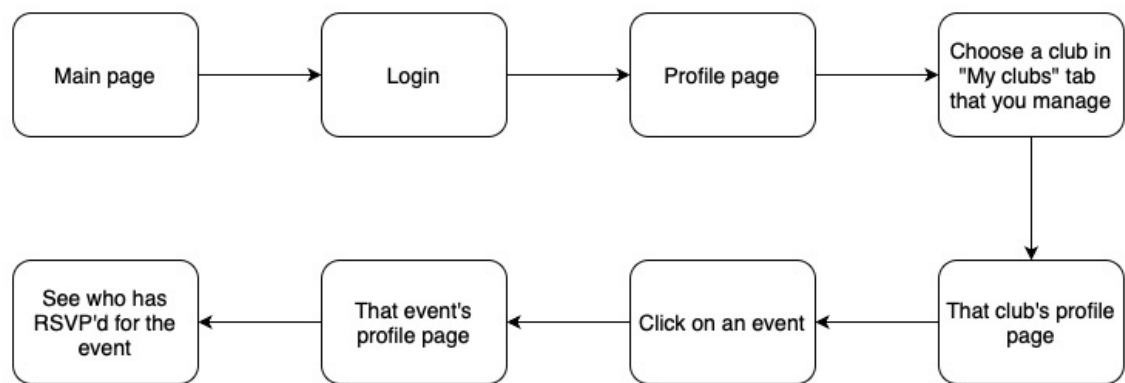 Main page
Login
Profile page
Choose a club in
"My clubs" tab
that you manage
That club's profile
page
Click on an event
That event's
profile page
See who has
RSVP'd for the
event